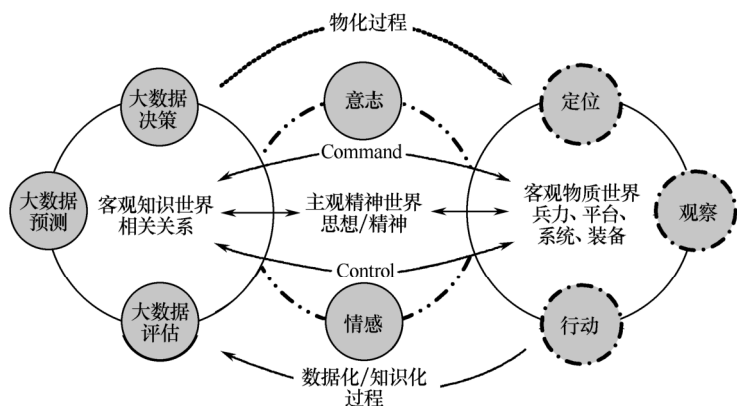 物化过程
大数据
决策
意志
定位
Command
大数据
预测
客观知识世界
相关关系
主观精神世界
思想/精神
客观物质世界
兵力、平台、
系统、装备
观察
Control
大数据
评估
情感
行动
数据化/知识化
过程